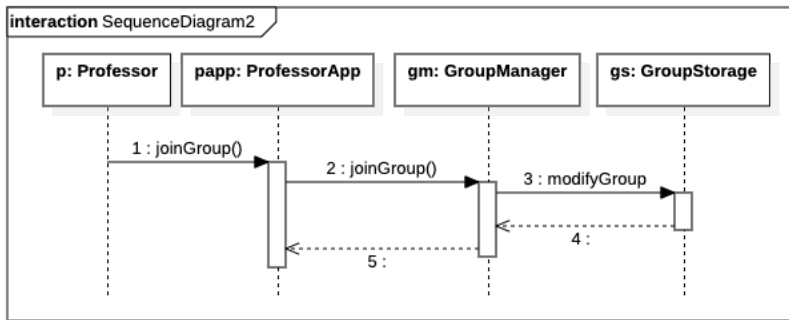 interaction SequenceDiagram2
p: Professor
papp: ProfessorApp
gm: GroupManager
gs: GroupStorage
1 : joinGroup()
2 : joinGroup()
3 : modifyGroup
4 :
5 :